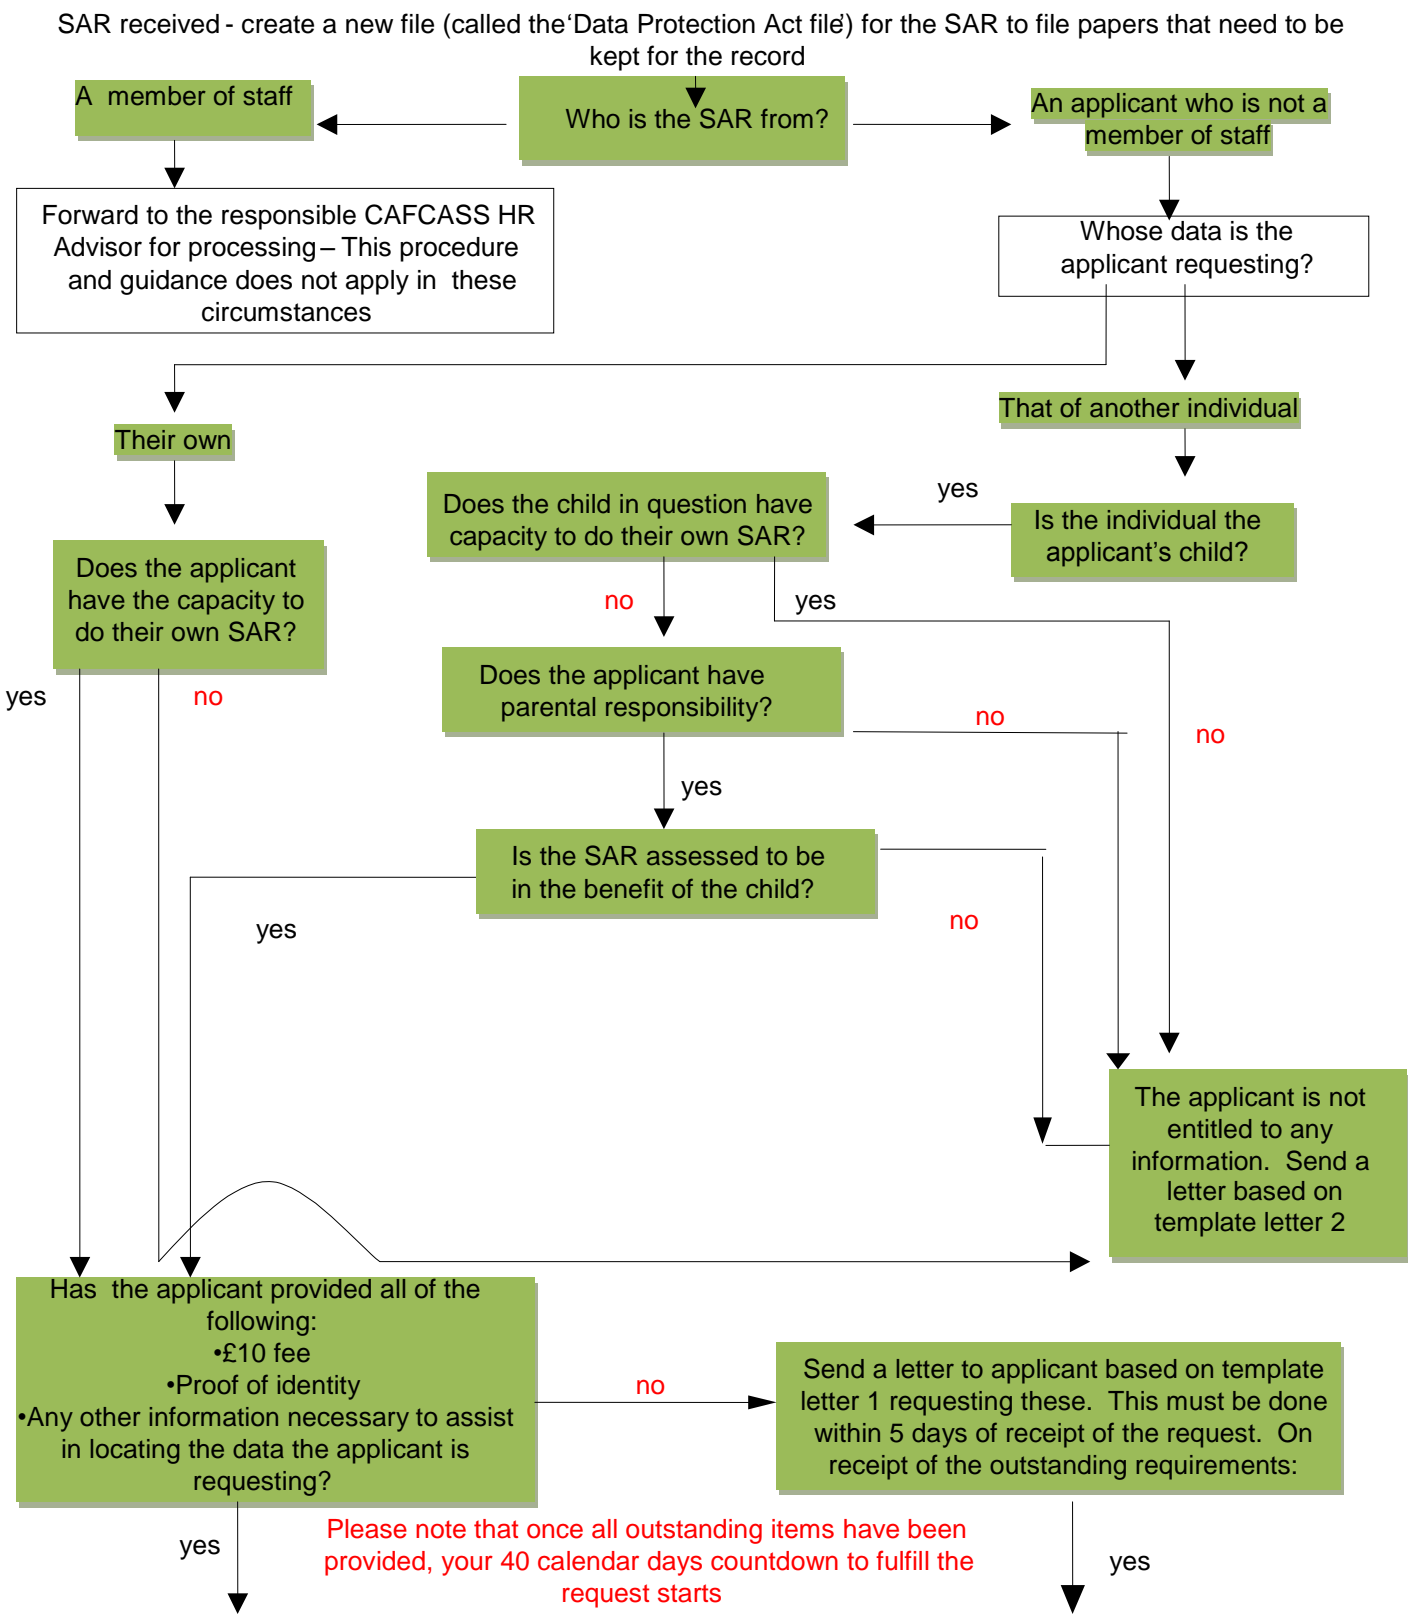 SAR received - create a new file (called the 'Data Protection Act file') for the SAR to file papers that need to be
kept for the record
A member of staff
Who is the SAR from?
An applicant who is not a
member of staff
Forward to the responsible CAFCASS HR
Advisor for processing – This procedure
and guidance does not apply in these
circumstances
Whose data is the
applicant requesting?
Their own
That of another individual
Does the child in question have
capacity to do their own SAR?
yes
Is the individual the
applicant's child?
Does the applicant
have the capacity to
do their own SAR?
no
yes
Does the applicant have
parental responsibility?
yes
no
no
no
yes
Is the SAR assessed to be
in the benefit of the child?
yes
no
The applicant is not
entitled to any
information. Send a
letter based on
template letter 2
Has the applicant provided all of the
following:
•£10 fee
•Proof of identity
•Any other information necessary to assist
in locating the data the applicant is
requesting?
no
Send a letter to applicant based on template
letter 1 requesting these. This must be done
within 5 days of receipt of the request. On
receipt of the outstanding requirements:
yes
Please note that once all outstanding items have been
provided, your 40 calendar days countdown to fulfill the
request starts
yes